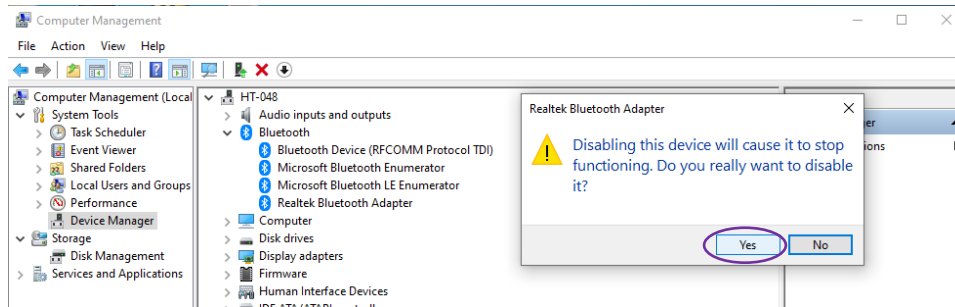 Computer Management
File Action View Help
Computer Management (Local
System Tools
Task Scheduler
Event Viewer
Shared Folders
Local Users and Groups
Performance
Device Manager
Storage
Disk Management
Services and Applications
HT-048
Audio inputs and outputs
Bluetooth
Bluetooth Device (RFCOMM Protocol TDI)
Microsoft Bluetooth Enumerator
Microsoft Bluetooth LE Enumerator
Realtek Bluetooth Adapter
Computer
Disk drives
Display adapters
Firmware
Human Interface Devices
Realtek Bluetooth Adapter
Disabling this device will cause it to stop
functioning. Do you really want to disable
it?
Yes No
ger
ions